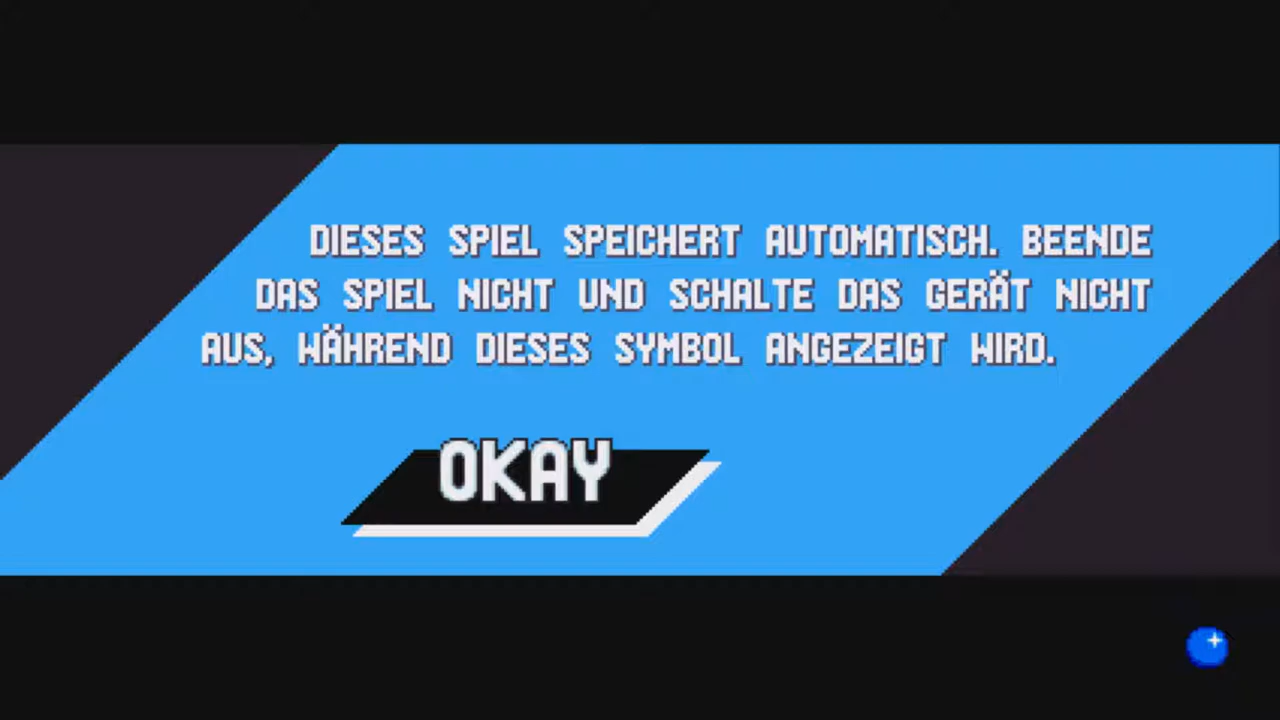 DIESES SPIEL SPEICHERT AUTOMATISCH. BEENDE
DAS SPIEL NICHT UND SCHALTE DAS GERÄT NICHT
AUS, WÄHREND DIESES SYMBOL ANGEZEIGT WIRD.
OKAY